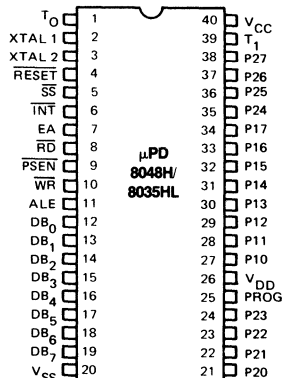 T0 1 40 VCC
XTAL 1 2 39 T1
XTAL 2 3 38 P27
RESET 4 37 P26
SS 5 36 P25
INT 6 35 P24
EA 7 34 P17
RD 8 33 P16
PSEN 9 32 P15
WR 10 31 P14
ALE 11 30 P13
DB0 12 29 P12
DB1 13 28 P11
DB2 14 27 P10
DB3 15 26 VDD
DB4 16 25 PROG
DB5 17 24 P23
DB6 18 23 P22
DB7 19 22 P21
VSS 20 21 P20
μPD
8048H/
8035HL